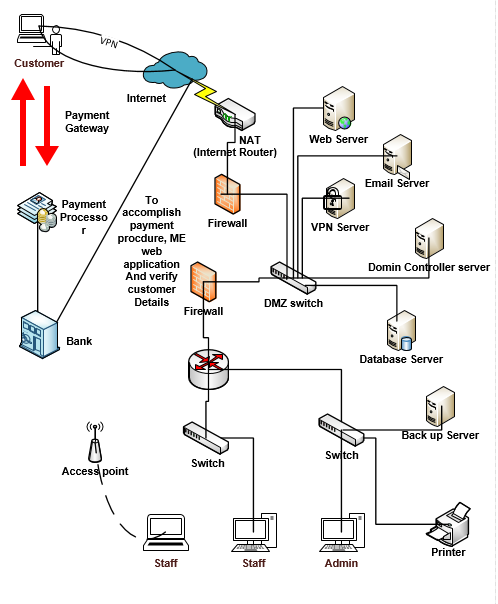 VPN
Customer
Internet
Payment
Gateway
NAT
(Internet Router)
Web Server
Email Server
Payment
Processo
r
To
accomplish
payment
procdure, ME
web
application
And verify
customer
Details
Firewall
VPN Server
Domin Controller server
Firewall
DMZ switch
Bank
Database Server
Switch
Switch
Back up Server
Access point
Staff
Staff
Admin
Printer